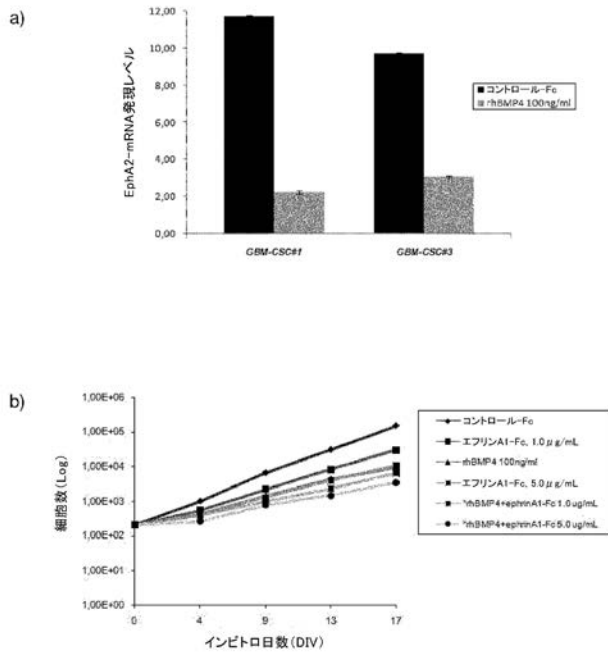 a)
12,00
10,00
8,00
6,00
4,00
2,00
0,00
EphA2-mRNA発現レベル
コントロール-Fc
rhBMP4 100ng/ml
GBM-CSC#1
GBM-CSC#3
b)
1,00E+06
1,00E+05
1,00E+04
1,00E+03
1,00E+02
1,00E+01
1,00E+00
細胞数(Log)
0
4
9
13
17
インビトロ日数(DIV)
コントロール-Fc
エフリンA1-Fc, 1.0μg/mL
rhBMP4 100ng/ml
エフリンA1-Fc, 5.0μg/mL
*rhBMP4+ephrinA1-Fc 1.0ug/mL
*rhBMP4+ephrinA1-Fc 5.0ug/mL